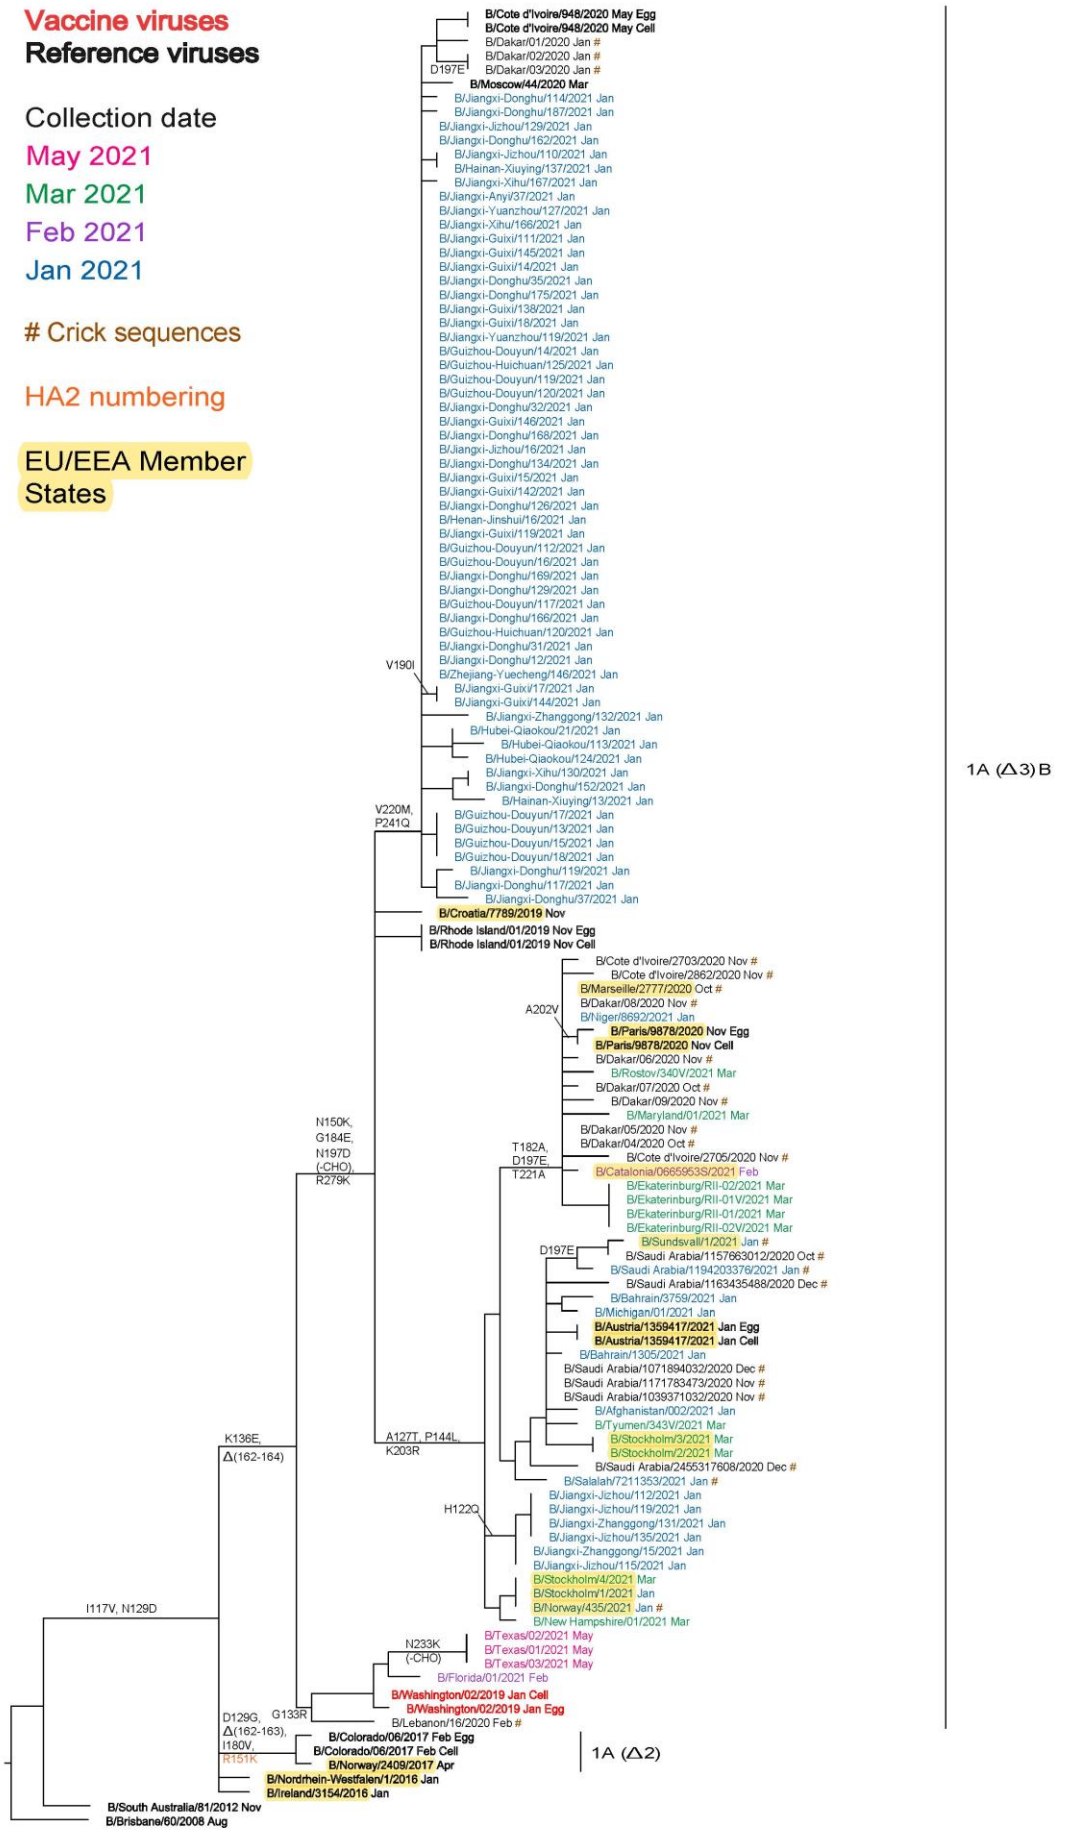 Vaccine viruses
Reference viruses
Collection date
May 2021
Mar 2021
Feb 2021
Jan 2021
# Crick sequences
HA2 numbering
EU/EEA Member
States
B/Cote d'Ivoire/948/2020 May Egg
B/Cote d'Ivoire/948/2020 May Cell
B/Dakar/01/2020 Jan #
B/Dakar/02/2020 Jan #
D197E
B/Dakar/03/2020 Jan #
B/Moscow/44/2020 Mar
B/Jiangxi-Donghu/114/2021 Jan
B/Jiangxi-Donghu/187/2021 Jan
B/Jiangxi-Jizhou/129/2021 Jan
B/Jiangxi-Donghu/162/2021 Jan
B/Jiangxi-Jizhou/110/2021 Jan
B/Hainan-Xiuying/137/2021 Jan
B/Jiangxi-Xihu/167/2021 Jan
B/Jiangxi-Anyi/37/2021 Jan
B/Jiangxi-Yuanzhou/127/2021 Jan
B/Jiangxi-Xihu/166/2021 Jan
B/Jiangxi-Guixi/111/2021 Jan
B/Jiangxi-Guixi/145/2021 Jan
B/Jiangxi-Guixi/14/2021 Jan
B/Jiangxi-Donghu/35/2021 Jan
B/Jiangxi-Donghu/175/2021 Jan
B/Jiangxi-Guixi/138/2021 Jan
B/Jiangxi-Guixi/18/2021 Jan
B/Jiangxi-Yuanzhou/119/2021 Jan
B/Guizhou-Douyun/14/2021 Jan
B/Guizhou-Huichuan/125/2021 Jan
B/Guizhou-Douyun/119/2021 Jan
B/Guizhou-Douyun/120/2021 Jan
B/Jiangxi-Donghu/32/2021 Jan
B/Jiangxi-Guixi/146/2021 Jan
B/Jiangxi-Donghu/168/2021 Jan
B/Jiangxi-Jizhou/16/2021 Jan
B/Jiangxi-Donghu/134/2021 Jan
B/Jiangxi-Guixi/15/2021 Jan
B/Jiangxi-Guixi/142/2021 Jan
B/Jiangxi-Donghu/126/2021 Jan
B/Henan-Jinshui/16/2021 Jan
B/Jiangxi-Guixi/119/2021 Jan
B/Guizhou-Douyun/112/2021 Jan
B/Guizhou-Douyun/16/2021 Jan
B/Jiangxi-Donghu/169/2021 Jan
B/Jiangxi-Donghu/129/2021 Jan
B/Guizhou-Douyun/117/2021 Jan
B/Jiangxi-Donghu/166/2021 Jan
B/Guizhou-Huichuan/120/2021 Jan
B/Jiangxi-Donghu/31/2021 Jan
B/Jiangxi-Donghu/12/2021 Jan
V190I
B/Zhejiang-Yuecheng/146/2021 Jan
B/Jiangxi-Guixi/17/2021 Jan
B/Jiangxi-Guixi/144/2021 Jan
B/Jiangxi-Zhanggong/132/2021 Jan
B/Hubei-Qiaokou/21/2021 Jan
B/Hubei-Qiaokou/113/2021 Jan
B/Hubei-Qiaokou/124/2021 Jan
1A (Δ3) B
B/Jiangxi-Xihu/130/2021 Jan
B/Jiangxi-Donghu/152/2021 Jan
B/Hainan-Xiuying/13/2021 Jan
V220M,
P241Q
B/Guizhou-Douyun/17/2021 Jan
B/Guizhou-Douyun/13/2021 Jan
B/Guizhou-Douyun/15/2021 Jan
B/Guizhou-Douyun/18/2021 Jan
B/Jiangxi-Donghu/119/2021 Jan
B/Jiangxi-Donghu/117/2021 Jan
B/Jiangxi-Donghu/37/2021 Jan
B/Croatia/7789/2019 Nov
B/Rhode Island/01/2019 Nov Egg
B/Rhode Island/01/2019 Nov Cell
B/Cote d'Ivoire/2703/2020 Nov #
B/Cote d'Ivoire/2862/2020 Nov #
B/Marseille/2777/2020 Oct #
B/Dakar/08/2020 Nov #
A202V
B/Niger/8692/2021 Jan
B/Paris/9878/2020 Nov Egg
B/Paris/9878/2020 Nov Cell
B/Dakar/06/2020 Nov #
B/Rostov/340V/2021 Mar
B/Dakar/07/2020 Oct #
B/Dakar/09/2020 Nov #
B/Maryland/01/2021 Mar
N150K,
G184E,
N197D
(-CHO),
R279K
B/Dakar/05/2020 Nov #
B/Dakar/04/2020 Oct #
T182A,
D197E,
T221A
B/Cote d'Ivoire/2705/2020 Nov #
B/Catalonia/0665953S/2021 Feb
B/Ekaterinburg/RII-02/2021 Mar
B/Ekaterinburg/RII-01V/2021 Mar
B/Ekaterinburg/RII-01/2021 Mar
B/Ekaterinburg/RII-02V/2021 Mar
B/Sundsvall/1/2021 Jan #
D197E
B/Saudi Arabia/1157663012/2020 Oct #
B/Saudi Arabia/1194203376/2021 Jan #
B/Saudi Arabia/1163435488/2020 Dec #
B/Bahrain/3759/2021 Jan
B/Michigan/01/2021 Jan
B/Austria/1359417/2021 Jan Egg
B/Austria/1359417/2021 Jan Cell
B/Bahrain/1305/2021 Jan
B/Saudi Arabia/1071894032/2020 Dec #
B/Saudi Arabia/1171783473/2020 Nov #
B/Saudi Arabia/1039371032/2020 Nov #
B/Afghanistan/002/2021 Jan
B/Tyumen/343V/2021 Mar
K136E,
Δ(162-164)
A127T, P144L,
K203R
B/Stockholm/3/2021 Mar
B/Stockholm/2/2021 Mar
B/Saudi Arabia/2455317608/2020 Dec #
B/Salalah/7211353/2021 Jan #
B/Jiangxi-Jizhou/112/2021 Jan
H122Q
B/Jiangxi-Jizhou/119/2021 Jan
B/Jiangxi-Zhanggong/131/2021 Jan
B/Jiangxi-Jizhou/135/2021 Jan
B/Jiangxi-Zhanggong/15/2021 Jan
B/Jiangxi-Jizhou/115/2021 Jan
B/Stockholm/4/2021 Mar
B/Stockholm/1/2021 Jan
I117V, N129D
B/Norway/435/2021 Jan #
B/New Hampshire/01/2021 Mar
N233K
(-CHO)
B/Texas/02/2021 May
B/Texas/01/2021 May
B/Texas/03/2021 May
B/Florida/01/2021 Feb
B/Washington/02/2019 Jan Cell
B/Washington/02/2019 Jan Egg
G133R
B/Lebanon/16/2020 Feb #
D129G,
Δ(162-163),
I180V,
R151K
B/Colorado/06/2017 Feb Egg
B/Colorado/06/2017 Feb Cell
1A (Δ2)
B/Norway/2409/2017 Apr
B/Nordrhein-Westfalen/1/2016 Jan
B/Ireland/3154/2016 Jan
B/South Australia/81/2012 Nov
B/Brisbane/60/2008 Aug